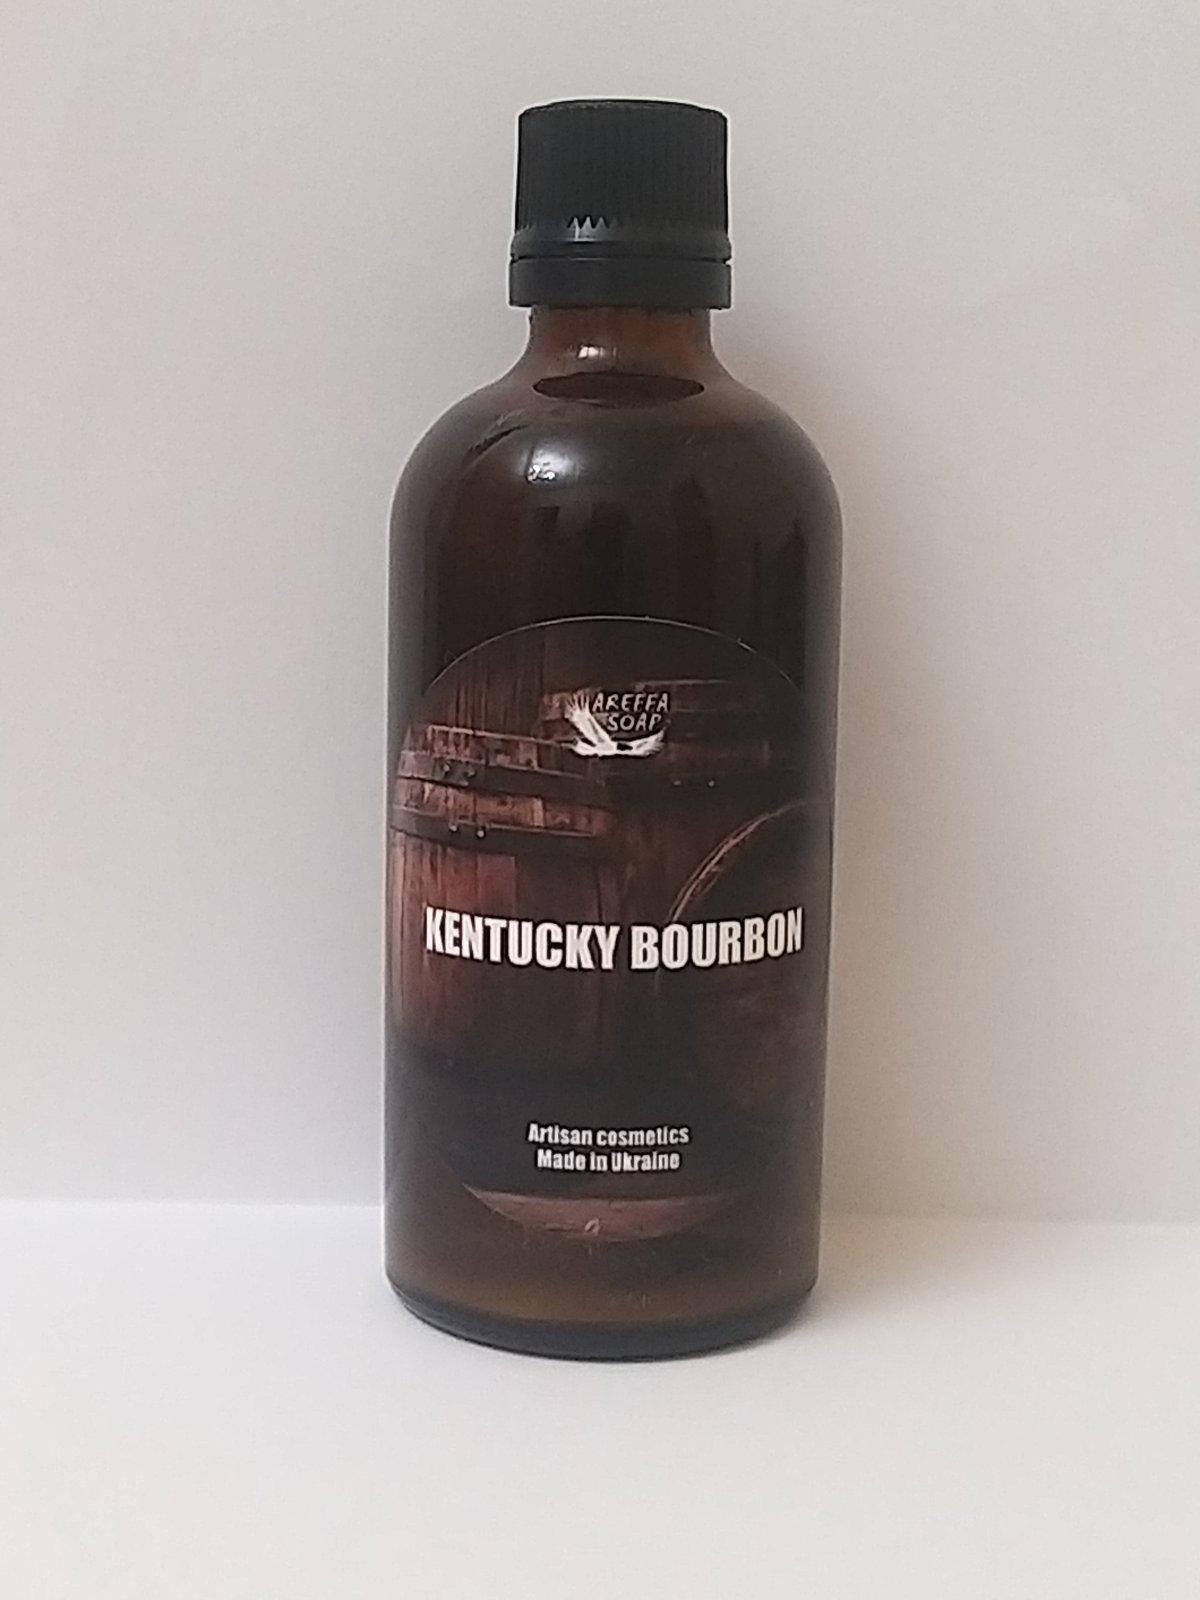 AREFFA
SOAP
KENTUCKY BOURBON
Artisan cosmetics
Made in Ukraine